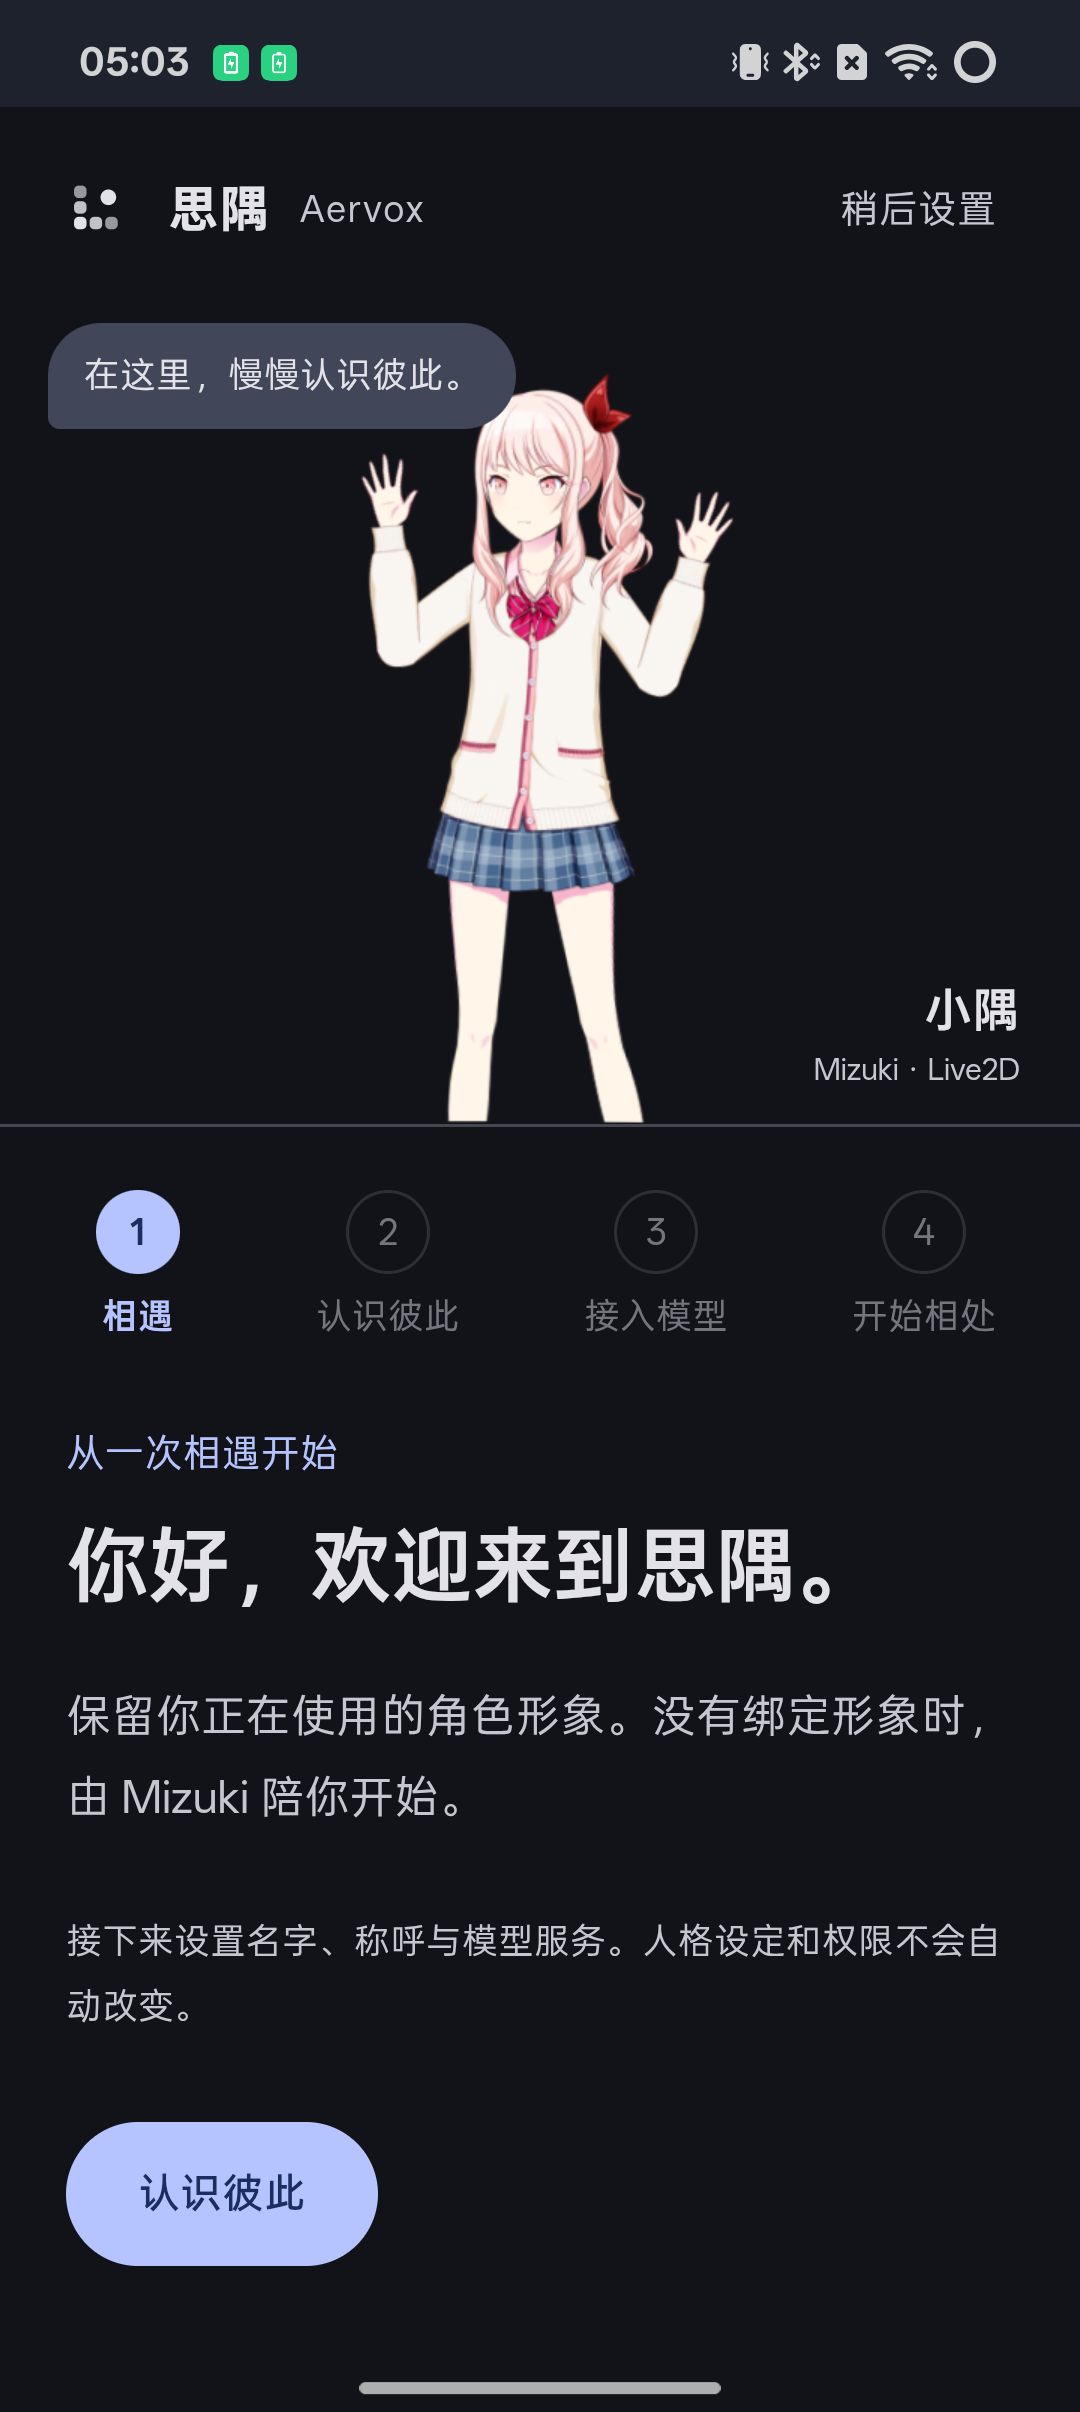 05:03
思隅 Aervox 稍后设置
在这里，慢慢认识彼此。
小隅
Mizuki · Live2D
1 2 3 4
相遇 认识彼此 接入模型 开始相处
从一次相遇开始
你好，欢迎来到思隅。
保留你正在使用的角色形象。没有绑定形象时，
由 Mizuki 陪你开始。
接下来设置名字、称呼与模型服务。人格设定和权限不会自
动改变。
认识彼此